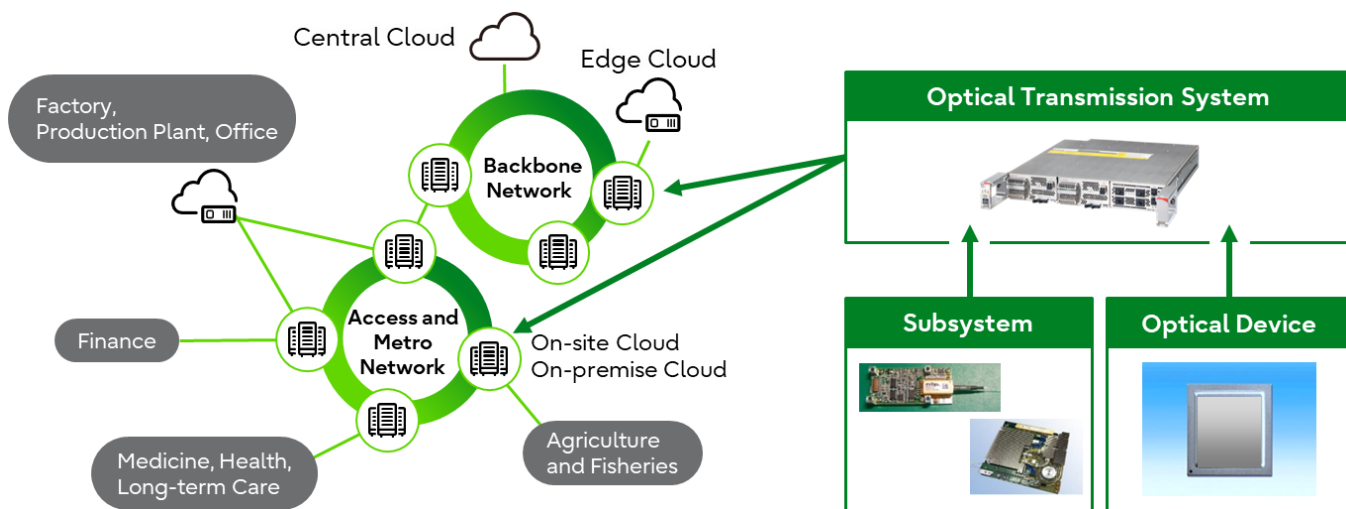 Central Cloud
Edge Cloud
Factory,
Production Plant, Office
Backbone
Network
Access and
Metro
Network
Finance
On-site Cloud
On-premise Cloud
Medicine, Health,
Long-term Care
Agriculture
and Fisheries
Optical Transmission System
Subsystem
Optical Device